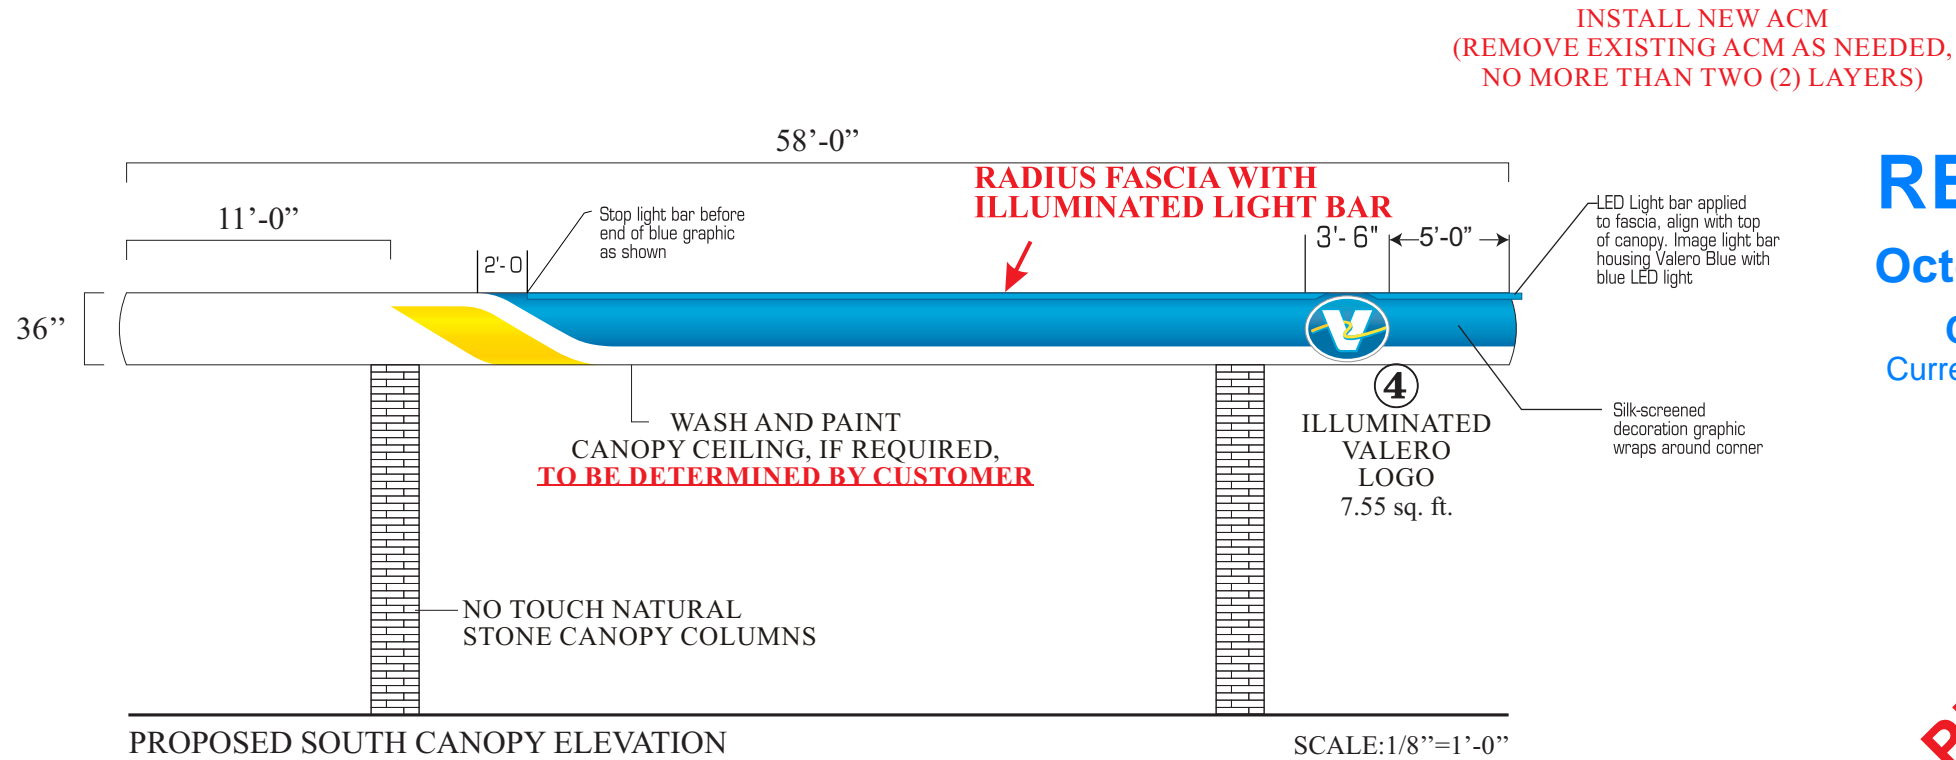 INSTALL NEW ACM
(REMOVE EXISTING ACM AS NEEDED,
NO MORE THAN TWO (2) LAYERS)
58’-0”
RADIUS FASCIA WITH
ILLUMINATED LIGHT BAR
11’-0”
Stop light bar before
end of blue graphic
as shown
2'-0
3'- 6"
5'-0”
LED Light bar applied
to fascia, align with top
of canopy. Image light bar
housing Valero Blue with
blue LED light
36’’
V
4
ILLUMINATED
VALERO
LOGO
7.55 sq. ft.
WASH AND PAINT
CANOPY CEILING, IF REQUIRED,
TO BE DETERMINED BY CUSTOMER
Silk-screened
decoration graphic
wraps around corner
NO TOUCH NATURAL
STONE CANOPY COLUMNS
PROPOSED SOUTH CANOPY ELEVATION
SCALE:1/8’’=1’-0”